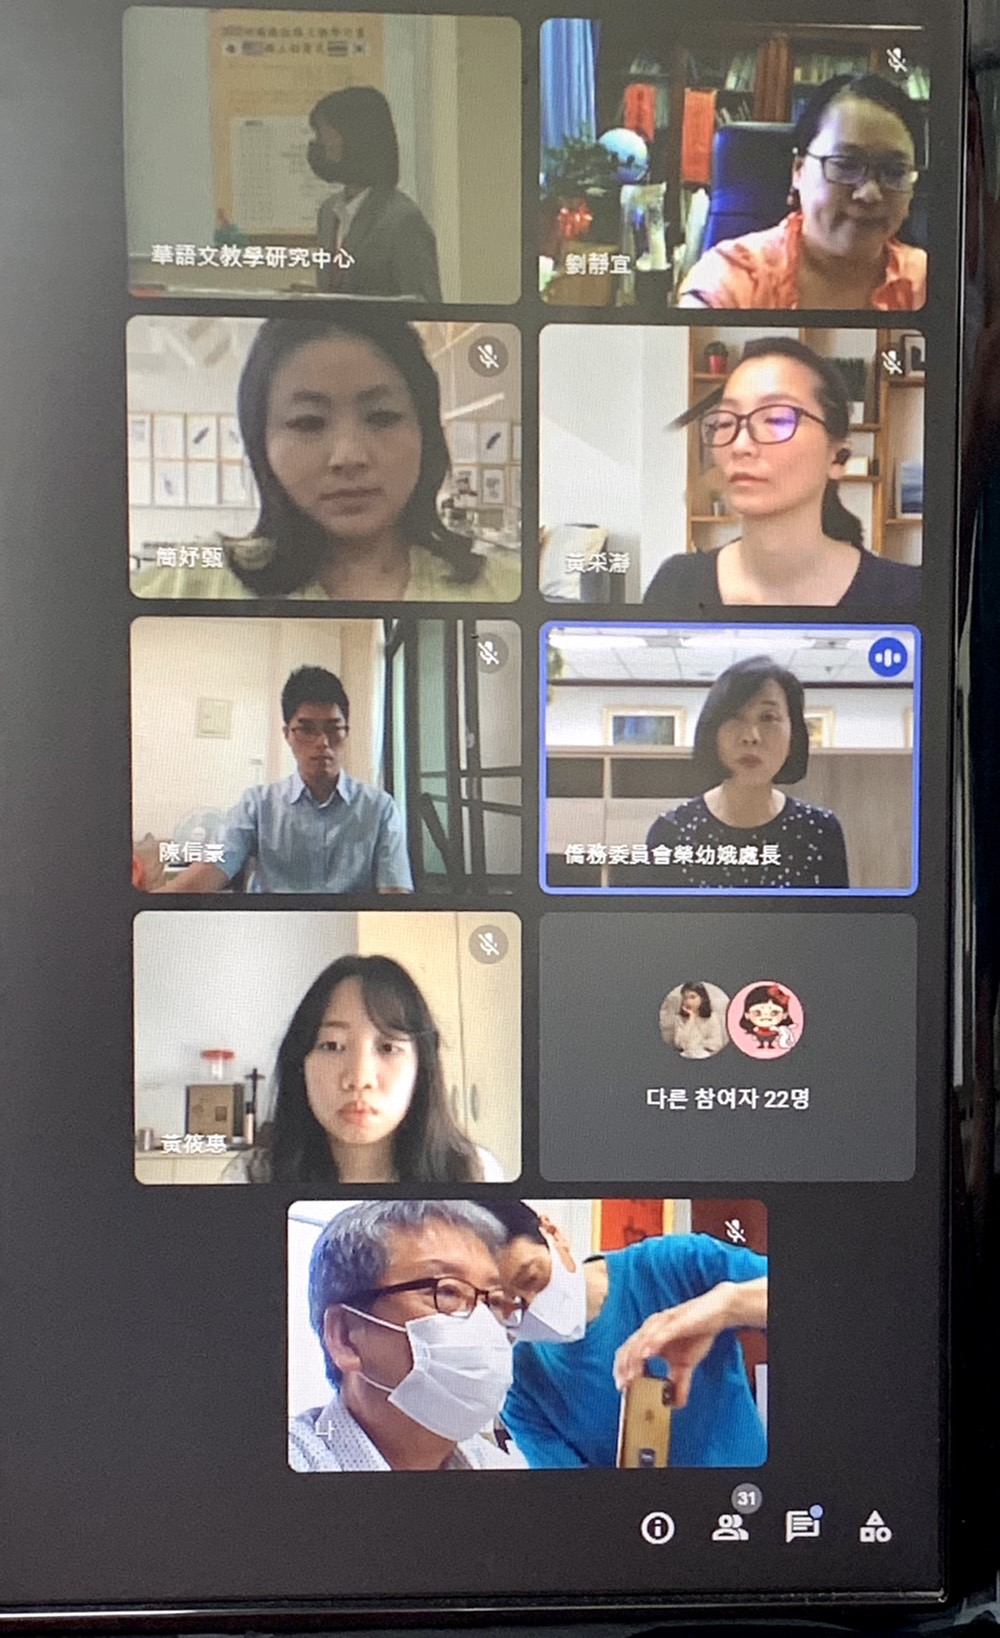 華語文教學研究中心
劉靜宜
簡妤甄
黃采瀞
陳信豪
僑務委員會榮幼娥處長
黃筱惠
다른 참여자 22명
나
31